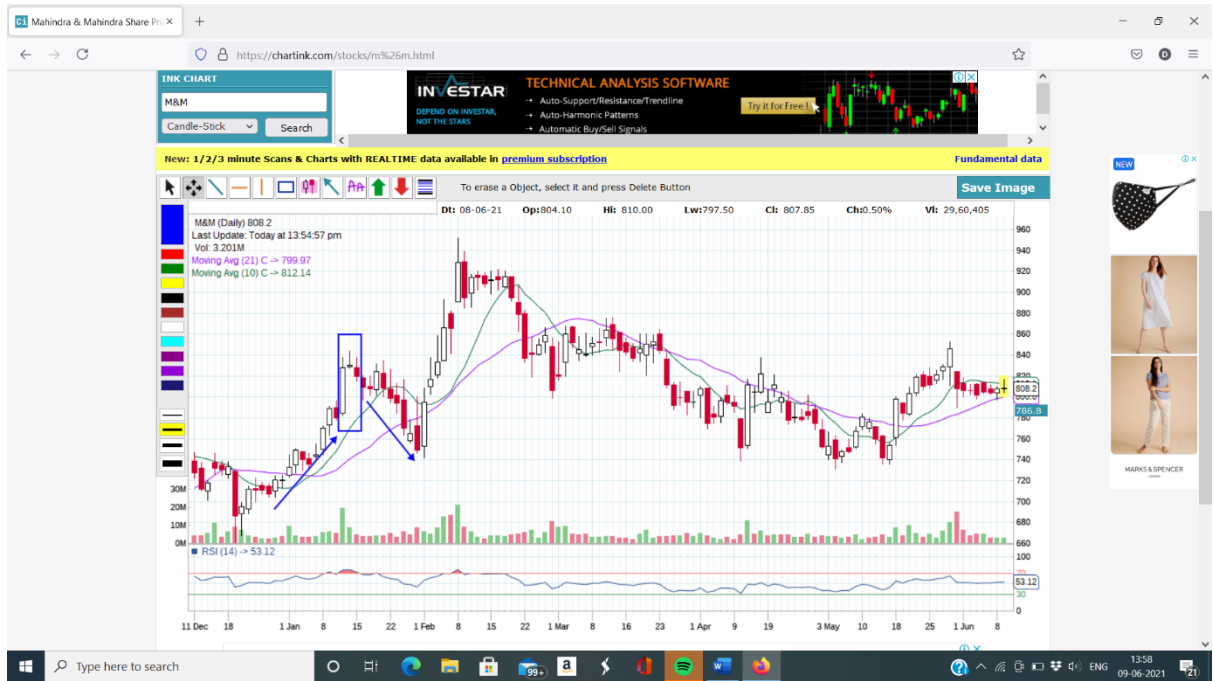 Mahindra & Mahindra Share Pri
https://chartink.com/stocks/m%26m.html
INK CHART
M&M
Candle-Stick Search
INVESTAR
DEPEND ON INVESTAR,
NOT THE STARS
TECHNICAL ANALYSIS SOFTWARE
→ Auto-Support/Resistance/Trendline
→ Auto-Harmonic Patterns
→ Automatic Buy/Sell Signals
Try it for Free !
New: 1/2/3 minute Scans & Charts with REALTIME data available in premium subscription Fundamental data
To erase a Object, select it and press Delete Button
Save Image
Dt: 08-06-21 Op:804.10 Hi: 810.00 Lw:797.50 Cl: 807.85 Ch:0.50% Vl: 29,60,405
M&M (Daily) 808.2
Last Update: Today at 13:54:57 pm
Vol: 3.201M
Moving Avg (21) C -> 799.97
Moving Avg (10) C -> 812.14
960
940
920
900
880
860
840
820
808.2
786.8
780
760
740
720
700
680
660
30M
20M
10M
0M
RSI (14) -> 53.12
100
70
53.12
30
0
11 Dec 18 1 Jan 8 15 22 1 Feb 8 15 22 1 Mar 8 16 23 1 Apr 9 19 3 May 10 18 25 1 Jun 8
NEW
MARKS & SPENCER
Type here to search
99+
ENG
13:58
09-06-2021
21